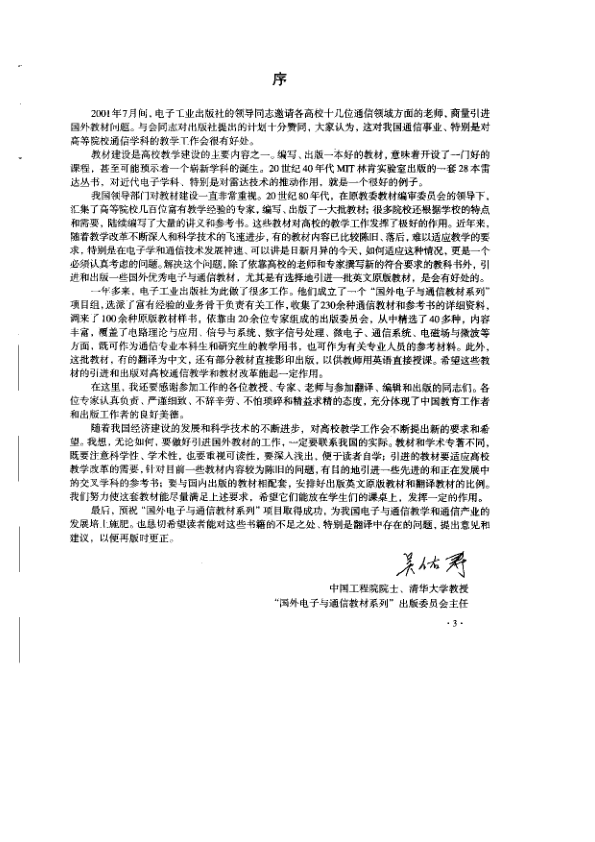 序
2001年7月间，电子工业出版社的领导同志邀请各高校十几位通信领域方面的老师，商量引进
国外教材问题。与会同志对出版社提出的计划十分赞同，大家认为，这对我国通信事业、特别是对
高等院校通信学科的教学工作会很有好处。
教材建设是高校教学建设的主要内容之一。编写、出版一本好的教材，意味着开设了一门好的
课程，甚至可能预示着一个崭新学科的诞生。20世纪40年代MIT林肯实验室出版的一套28本雷
达丛书，对近代电子学科、特别是对雷达技术的推动作用，就是一个很好的例子。
我国领导部门对教材建设一直非常重视。20世纪80年代，在原教委教材编审委员会的领导下，
汇集了高等院校几百位富有教学经验的专家，编写、出版了一大批教材；很多院校还根据学校的特点
和需要，陆续编写了大量的讲义和参考书。这些教材对高校的教学工作发挥了极好的作用。近年来，
随着教学改革不断深入和科学技术的飞速进步，有的教材内容已比较陈旧、落后，难以适应教学的要
求，特别是在电子学和通信技术发展神速、可以讲是日新月异的今天，如何适应这种情况，更是一个
必须认真考虑的问题。解决这个问题，除了依靠高校的老师和专家撰写新的符合要求的教科书外，引
进和出版一些国外优秀电子与通信教材，尤其是有选择地引进一批英文原版教材，是会有好处的。
一年多来，电子工业出版社为此做了很多工作。他们成立了一个“国外电子与通信教材系列”
项目组，选派了富有经验的业务骨干负责有关工作，收集了230余种通信教材和参考书的详细资料，
调来了100余种原版教材样书，依靠由20余位专家组成的出版委员会，从中精选了40多种，内容
丰富，覆盖了电路理论与应用、信号与系统、数字信号处理、微电子、通信系统、电磁场与微波等
方面，既可作为通信专业本科生和研究生的教学用书，也可作为有关专业人员的参考材料。此外，
这批教材，有的翻译为中文，还有部分教材直接影印出版，以供教师用英语直接授课。希望这些教
材的引进和出版对高校通信教学和教材改革能起一定作用。
在这里，我还要感谢参加工作的各位教授、专家、老师与参加翻译、编辑和出版的同志们。各
位专家认真负责、严谨细致、不辞辛劳、不怕琐碎和精益求精的态度，充分体现了中国教育工作者
和出版工作者的良好美德。
随着我国经济建设的发展和科学技术的不断进步，对高校教学工作会不断提出新的要求和希
望。我想，无论如何，要做好引进国外教材的工作，一定要联系我国的实际。教材和学术专著不同，
既要注意科学性、学术性，也要重视可读性，要深入浅出，便于读者自学；引进的教材要适应高校
教学改革的需要，针对目前一些教材内容较为陈旧的问题，有目的地引进一些先进的和正在发展中
的交叉学科的参考书；要与国内出版的教材相配套，安排好出版英文原版教材和翻译教材的比例。
我们努力使这套教材能尽量满足上述要求，希望它们能放在学生们的课桌上，发挥一定的作用。
最后，预祝“国外电子与通信教材系列”项目取得成功，为我国电子与通信教学和通信产业的
发展培土施肥。也恳切希望读者能对这些书籍的不足之处、特别是翻译中存在的问题，提出意见和
建议，以便再版时更正。
吴佑寿
中国工程院院士、清华大学教授
“国外电子与通信教材系列”出版委员会主任
·3·